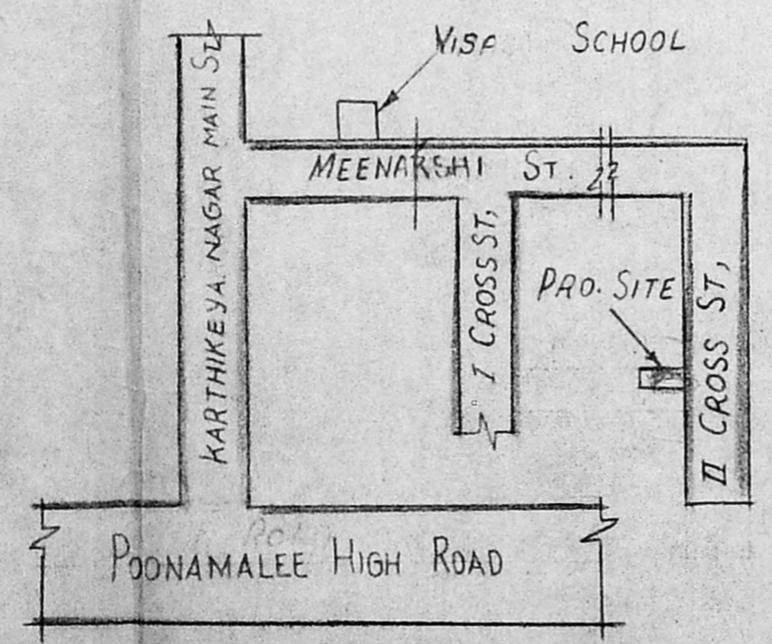 VISA SCHOOL
KARTHIKEYA NAGAR MAIN ST,
MEENAKSHI ST.
I CROSS ST,
PRO. SITE
II CROSS ST,
POONAMALEE HIGH ROAD